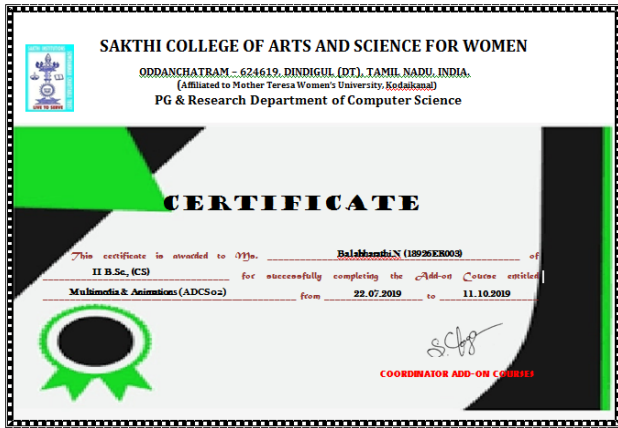 SAKTHI COLLEGE OF ARTS AND SCIENCE FOR WOMEN
ODDANCHATRAM – 624619, DINDIGUL (DT), TAMIL NADU, INDIA.
(Affiliated to Mother Teresa Women's University, Kodaikanal)
PG & Research Department of Computer Science
LIVE TO SERVE
CERTIFICATE
This certificate is awarded to Ms. Balabharathi.N (18926ER003) of
II B.Sc., (CS) for successfully completing the Add-on Course entitled
Multimedia & Animations (ADCS02) from 22.07.2019 to 11.10.2019
COORDINATOR ADD-ON COURSES